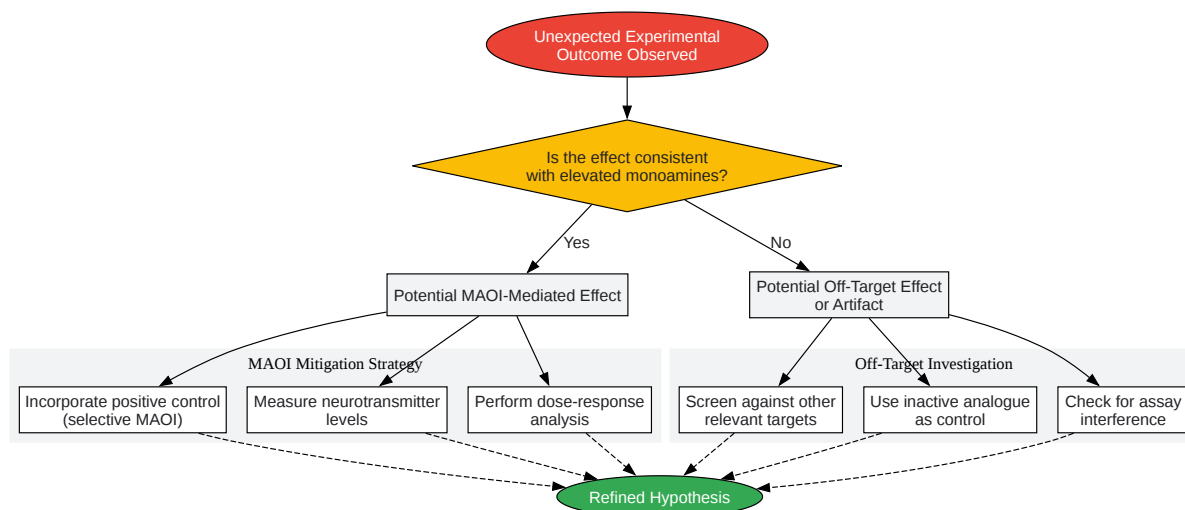 Unexpected Experimental
Outcome Observed
Is the effect consistent
with elevated monoamines?
Yes
No
Potential MAOI-Mediated Effect
Potential Off-Target Effect
or Artifact
MAOI Mitigation Strategy
Off-Target Investigation
Incorporate positive control
(selective MAOI)
Measure neurotransmitter
levels
Perform dose-response
analysis
Screen against other
relevant targets
Use inactive analogue
as control
Check for assay
interference
Refined Hypothesis